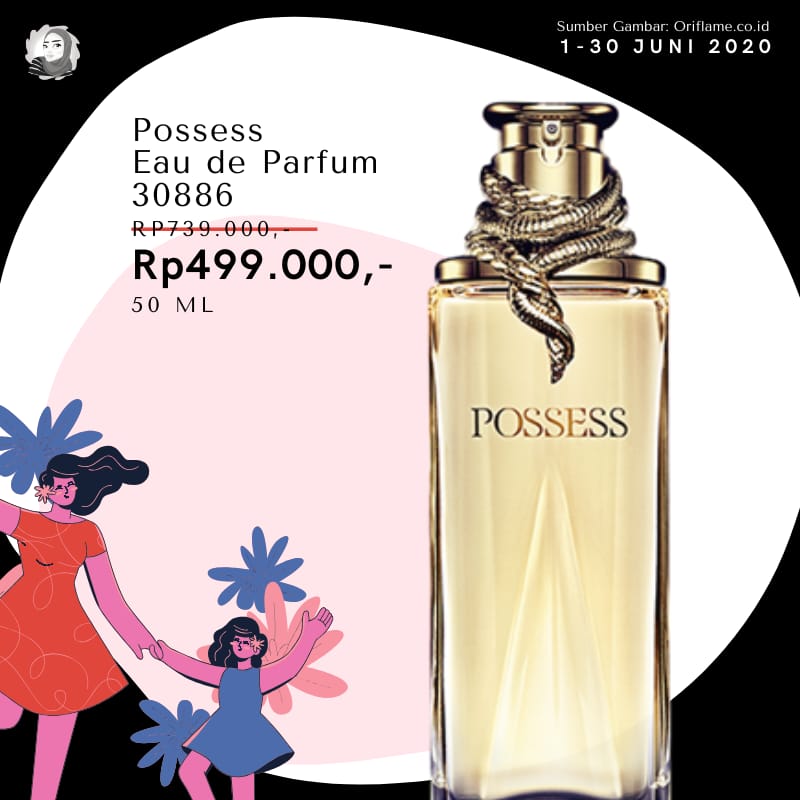 Sumber Gambar: Oriflame.co.id
1-30 JUNI 2020
Possess
Eau de Parfum
30886
RP739.000,-
Rp499.000,-
50 ML
POSSESS